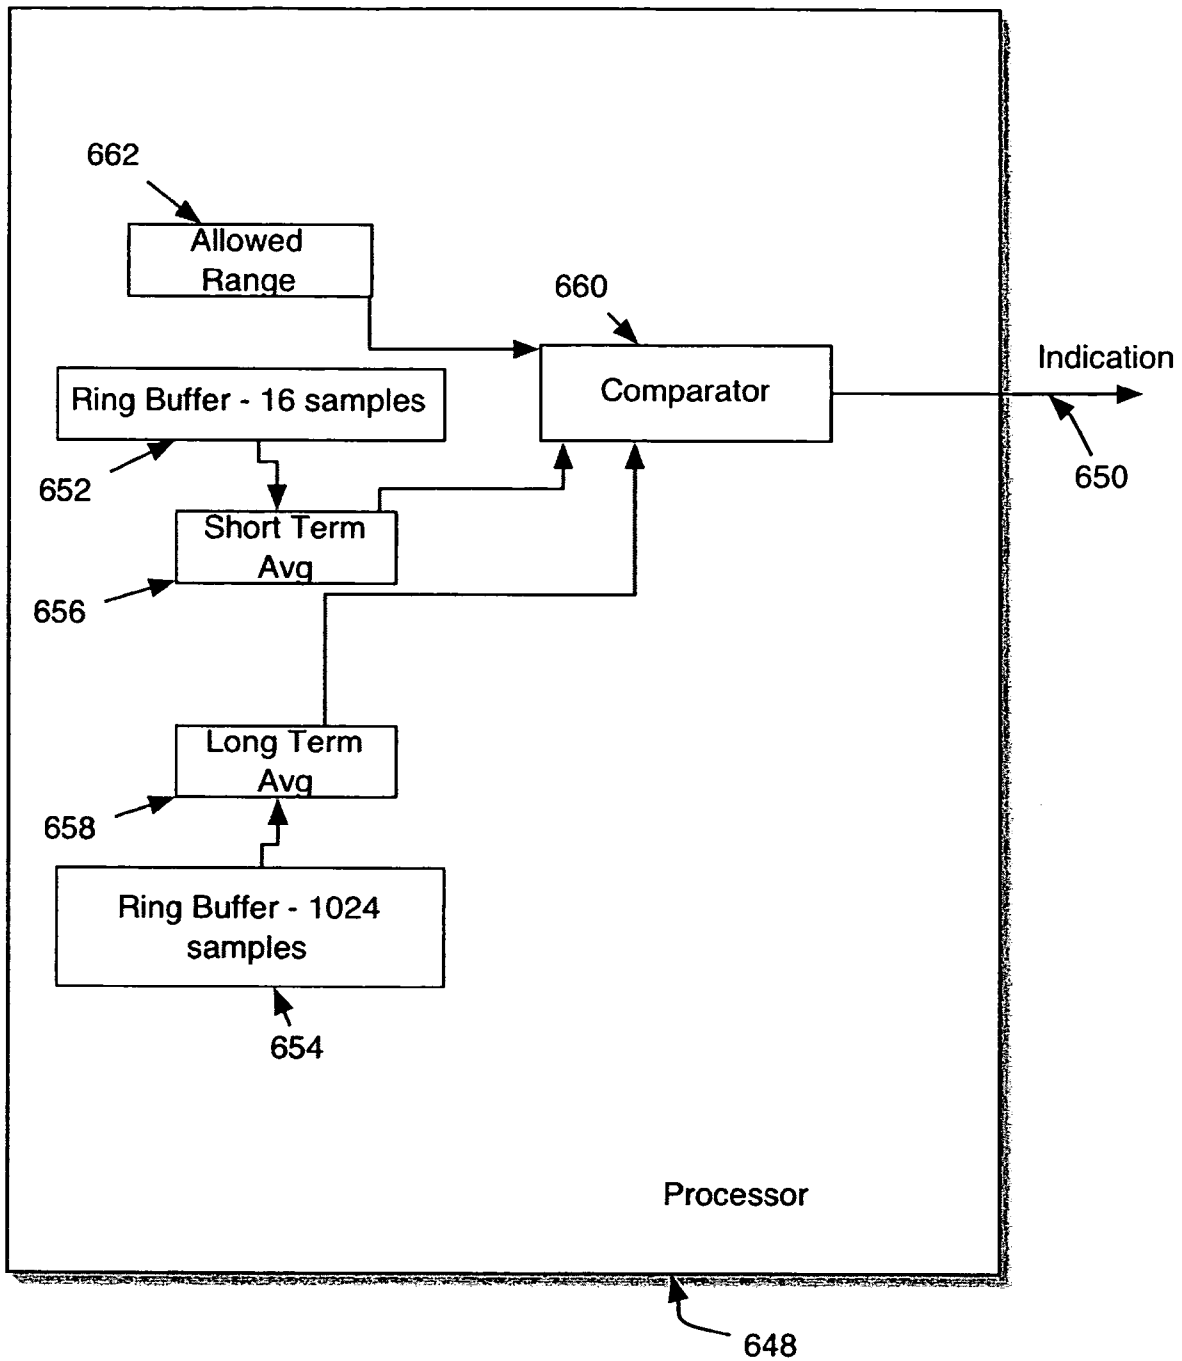 662
Allowed
Range
660
Indication
Comparator
Ring Buffer - 16 samples
650
652
Short Term
Avg
656
Long Term
Avg
658
Ring Buffer - 1024
samples
654
Processor
648